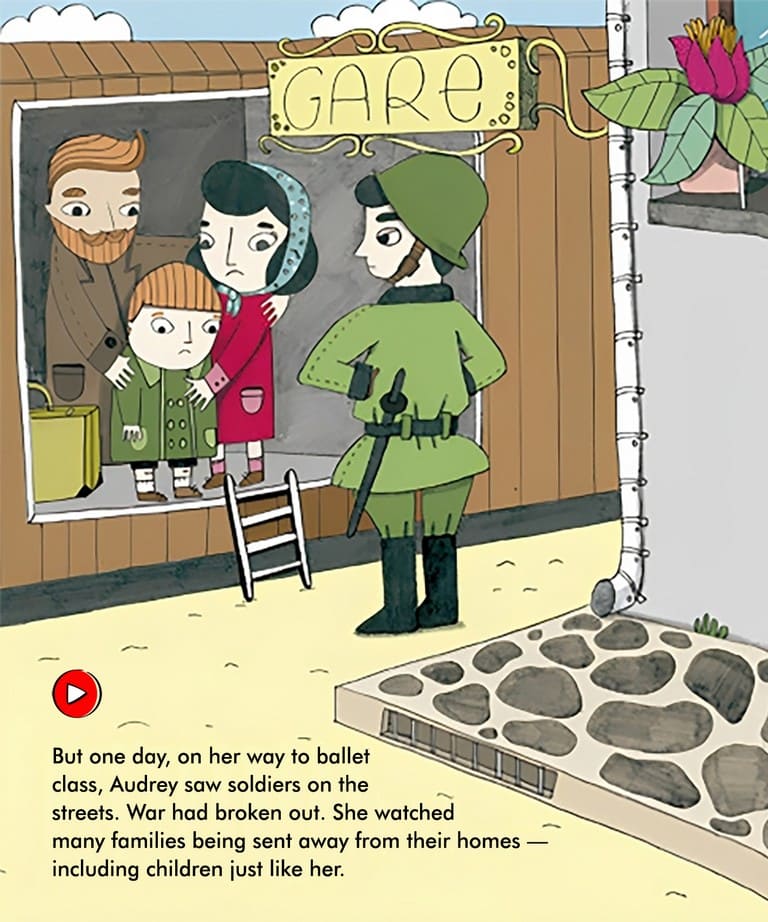 GARe
But one day, on her way to ballet
class, Audrey saw soldiers on the
streets. War had broken out. She watched
many families being sent away from their homes —
including children just like her.